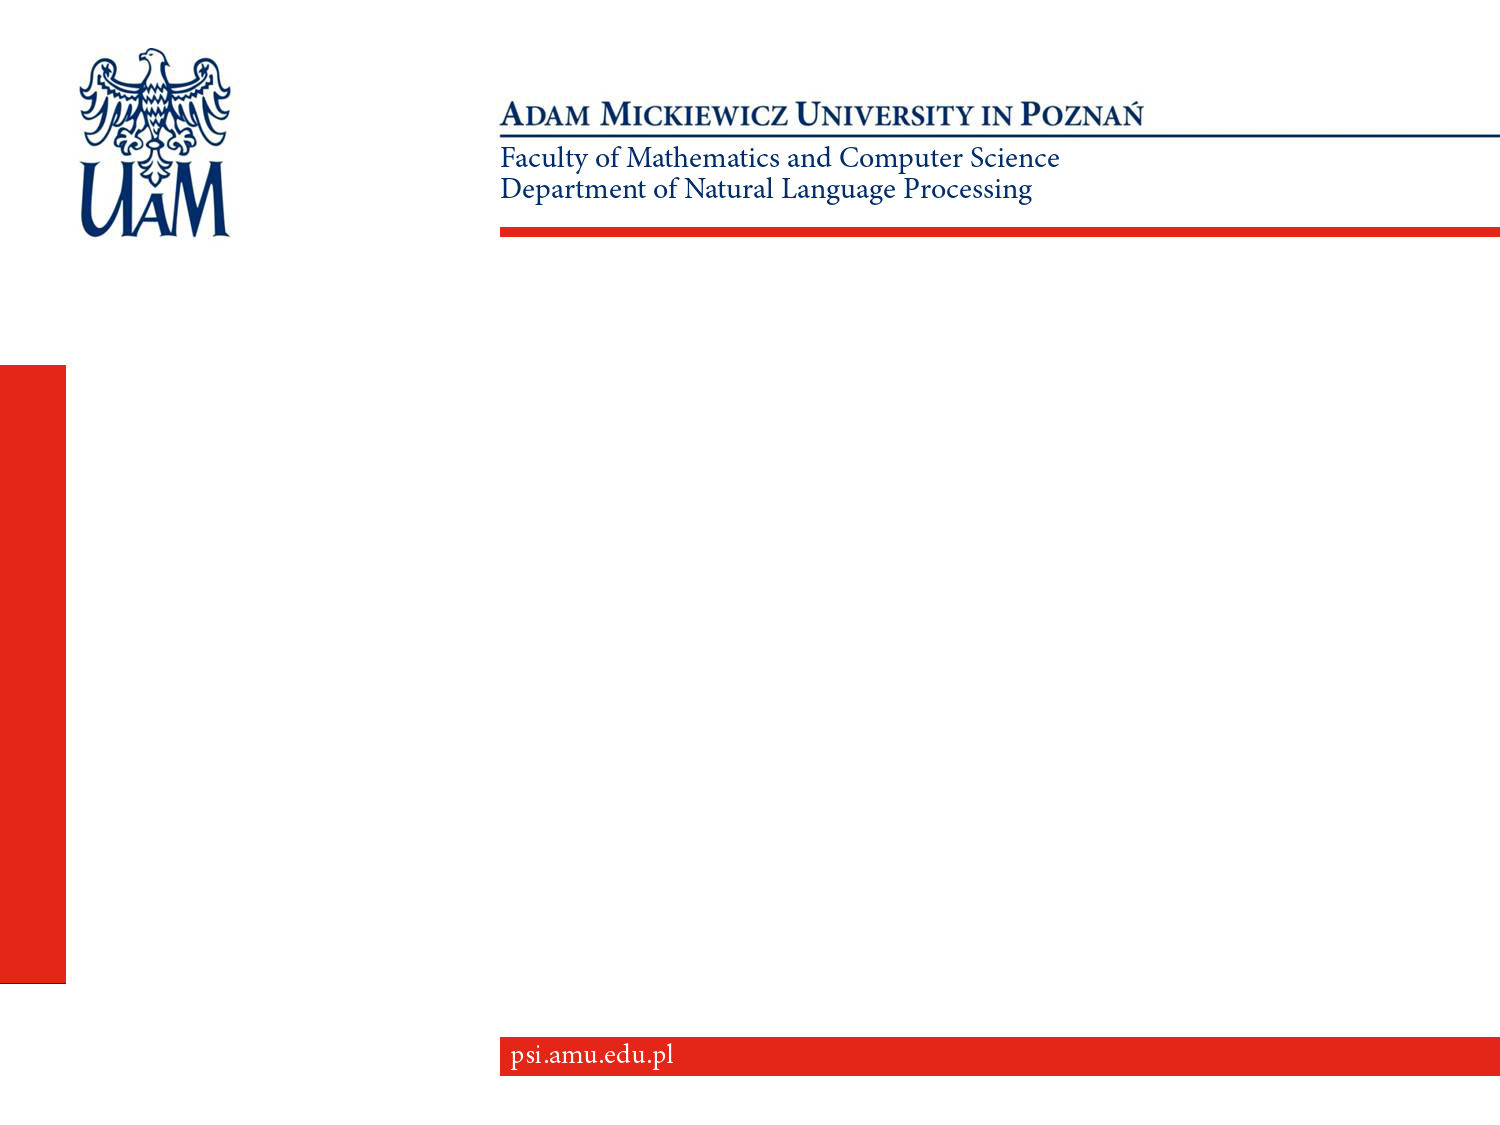 UAM
ADAM MICKIEWICZ UNIVERSITY IN POZNAŃ
Faculty of Mathematics and Computer Science
Department of Natural Language Processing
psi.amu.edu.pl